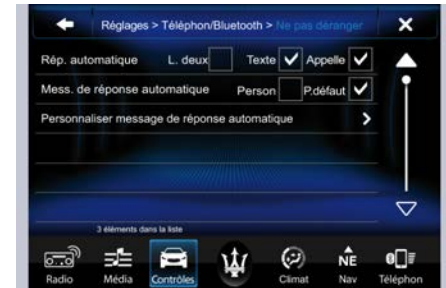 Réglages > Téléphon/Bluetooth > Ne pas déranger
Rép. automatique L. deux Texte Appelle
Mess. de réponse automatique Person P.défaut
Personnaliser message de réponse automatique
3 éléments dans la liste
Radio Média Contrôles Climat Nav Téléphon
NE